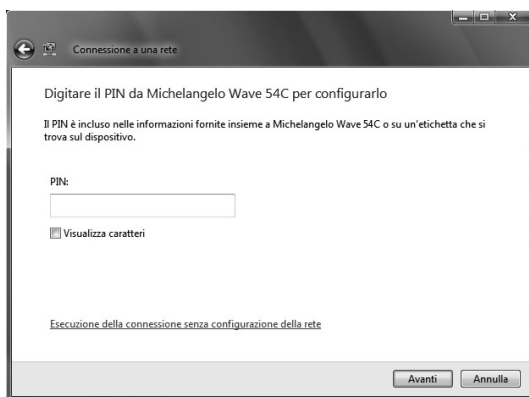 Connessione a una rete
Digitare il PIN da Michelangelo Wave 54C per configurarlo
Il PIN è incluso nelle informazioni fornite insieme a Michelangelo Wave 54C o su un'etichetta che si
trova sul dispositivo.
PIN:
Visualizza caratteri
Esecuzione della connessione senza configurazione della rete
Avanti Annulla